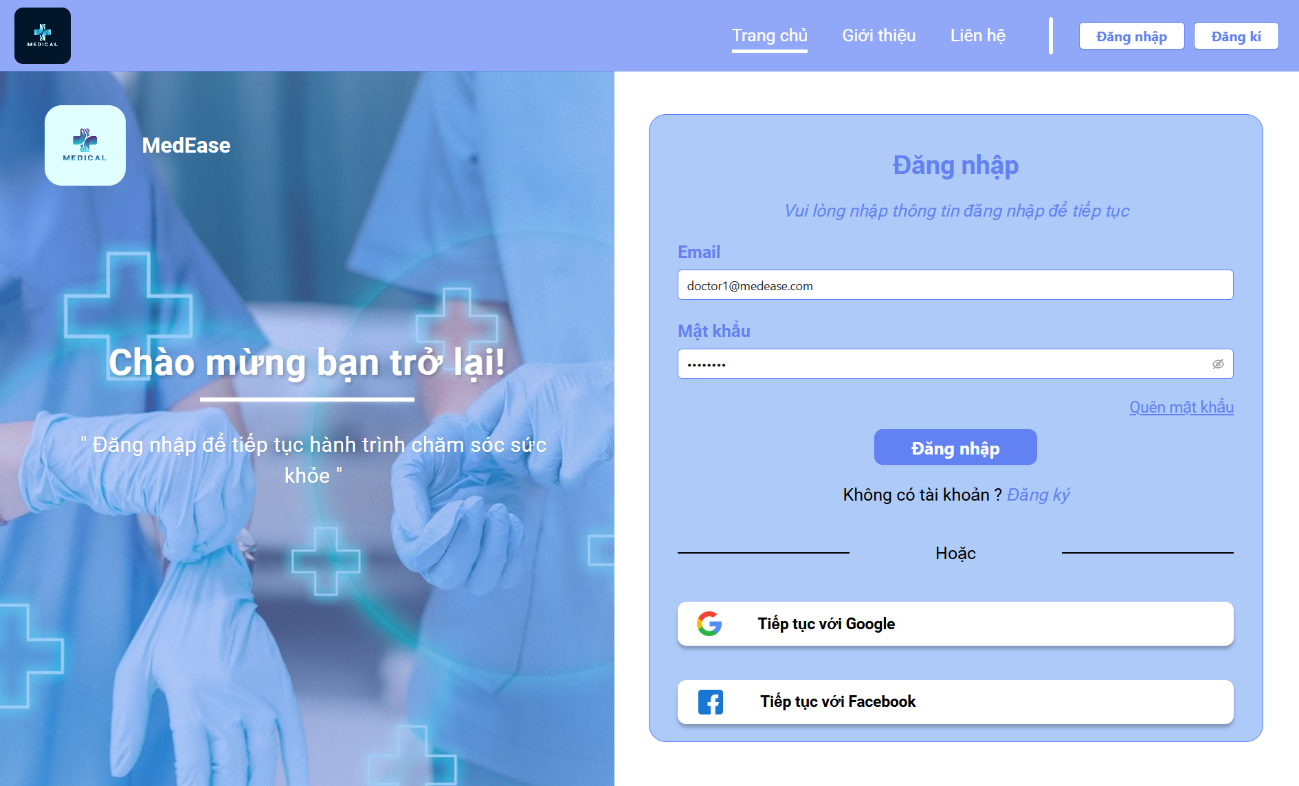 MEDICAL
Trang chủ
Giới thiệu
Liên hệ
Đăng nhập
Đăng kí
MEDICAL
MedEase
Chào mừng bạn trở lại!
" Đăng nhập để tiếp tục hành trình chăm sóc sức
khỏe "
Đăng nhập
Vui lòng nhập thông tin đăng nhập để tiếp tục
Email
doctor1@medease.com
Mật khẩu
••••••••
Quên mật khẩu
Đăng nhập
Không có tài khoản ? Đăng ký
Hoặc
Tiếp tục với Google
Tiếp tục với Facebook